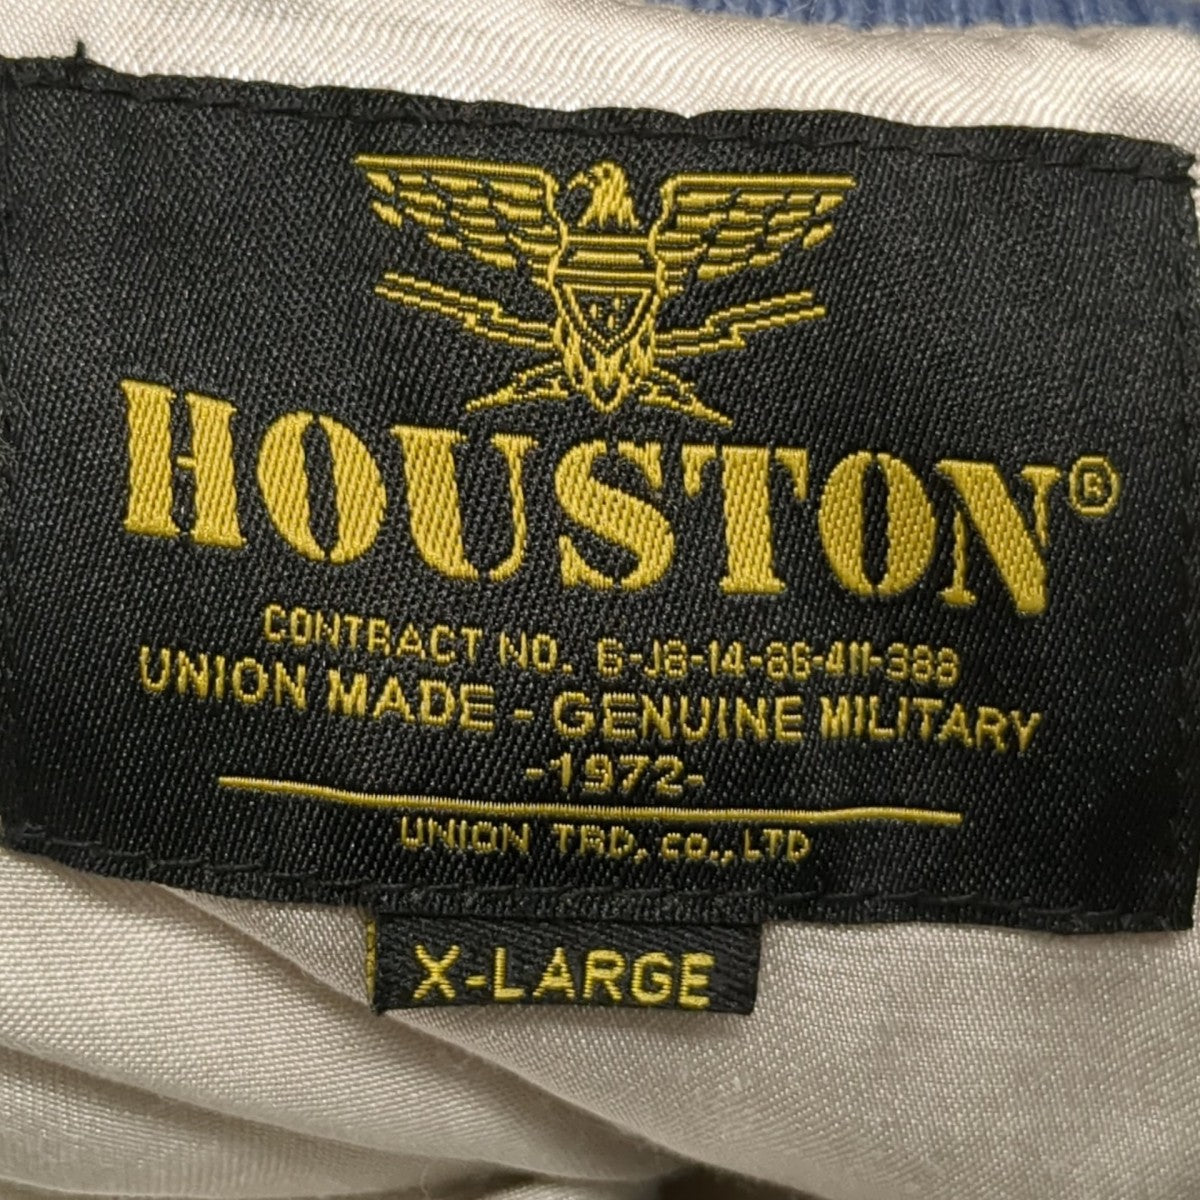 HOUSTON®
CONTRACT NO. 6-J8-14-86-411-388
UNION MADE - GENUINE MILITARY
-1972-
UNION TRD, CO., LTD
X-LARGE